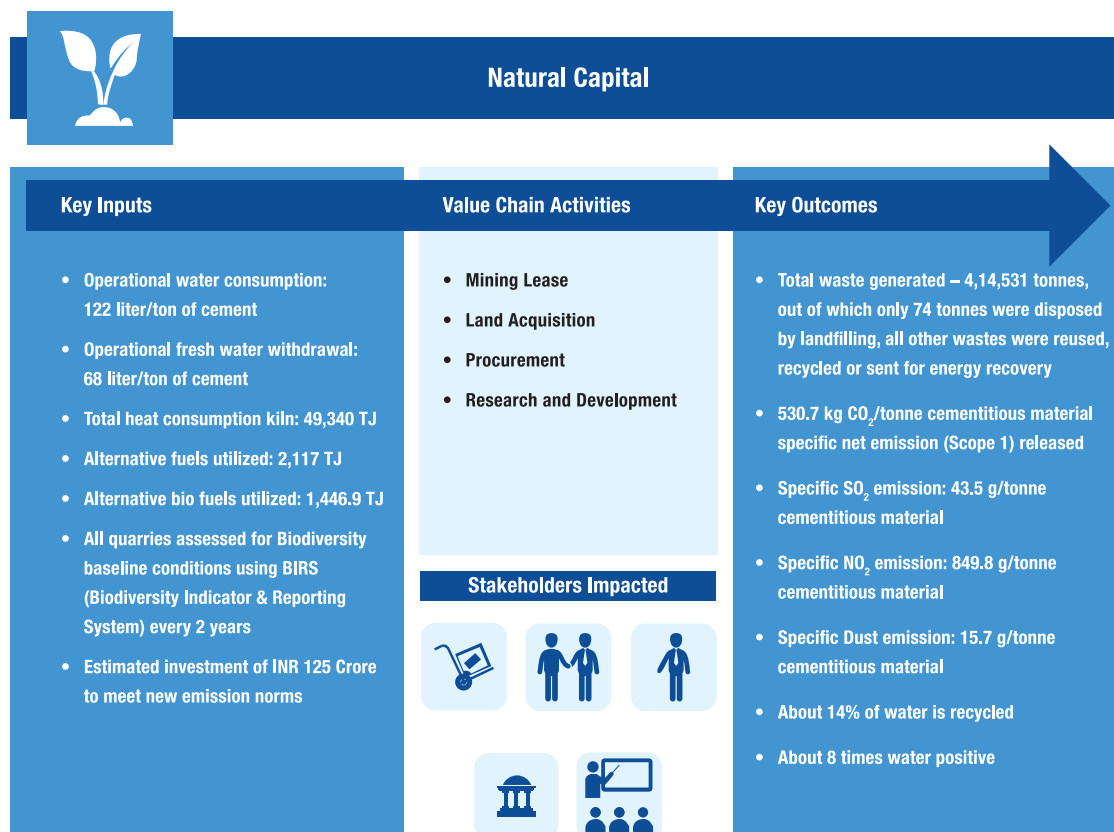 Natural Capital
Key Inputs
• Operational water consumption:
122 liter/ton of cement
• Operational fresh water withdrawal:
68 liter/ton of cement
• Total heat consumption kiln: 49,340 TJ
• Alternative fuels utilized: 2,117 TJ
• Alternative bio fuels utilized: 1,446.9 TJ
• All quarries assessed for Biodiversity
baseline conditions using BIRS
(Biodiversity Indicator & Reporting
System) every 2 years
• Estimated investment of INR 125 Crore
to meet new emission norms
Value Chain Activities
• Mining Lease
• Land Acquisition
• Procurement
• Research and Development
Stakeholders Impacted
Key Outcomes
• Total waste generated – 4,14,531 tonnes,
out of which only 74 tonnes were disposed
by landfilling, all other wastes were reused,
recycled or sent for energy recovery
• 530.7 kg CO₂/tonne cementitious material
specific net emission (Scope 1) released
• Specific SO₂ emission: 43.5 g/tonne
cementitious material
• Specific NO₂ emission: 849.8 g/tonne
cementitious material
• Specific Dust emission: 15.7 g/tonne
cementitious material
• About 14% of water is recycled
• About 8 times water positive